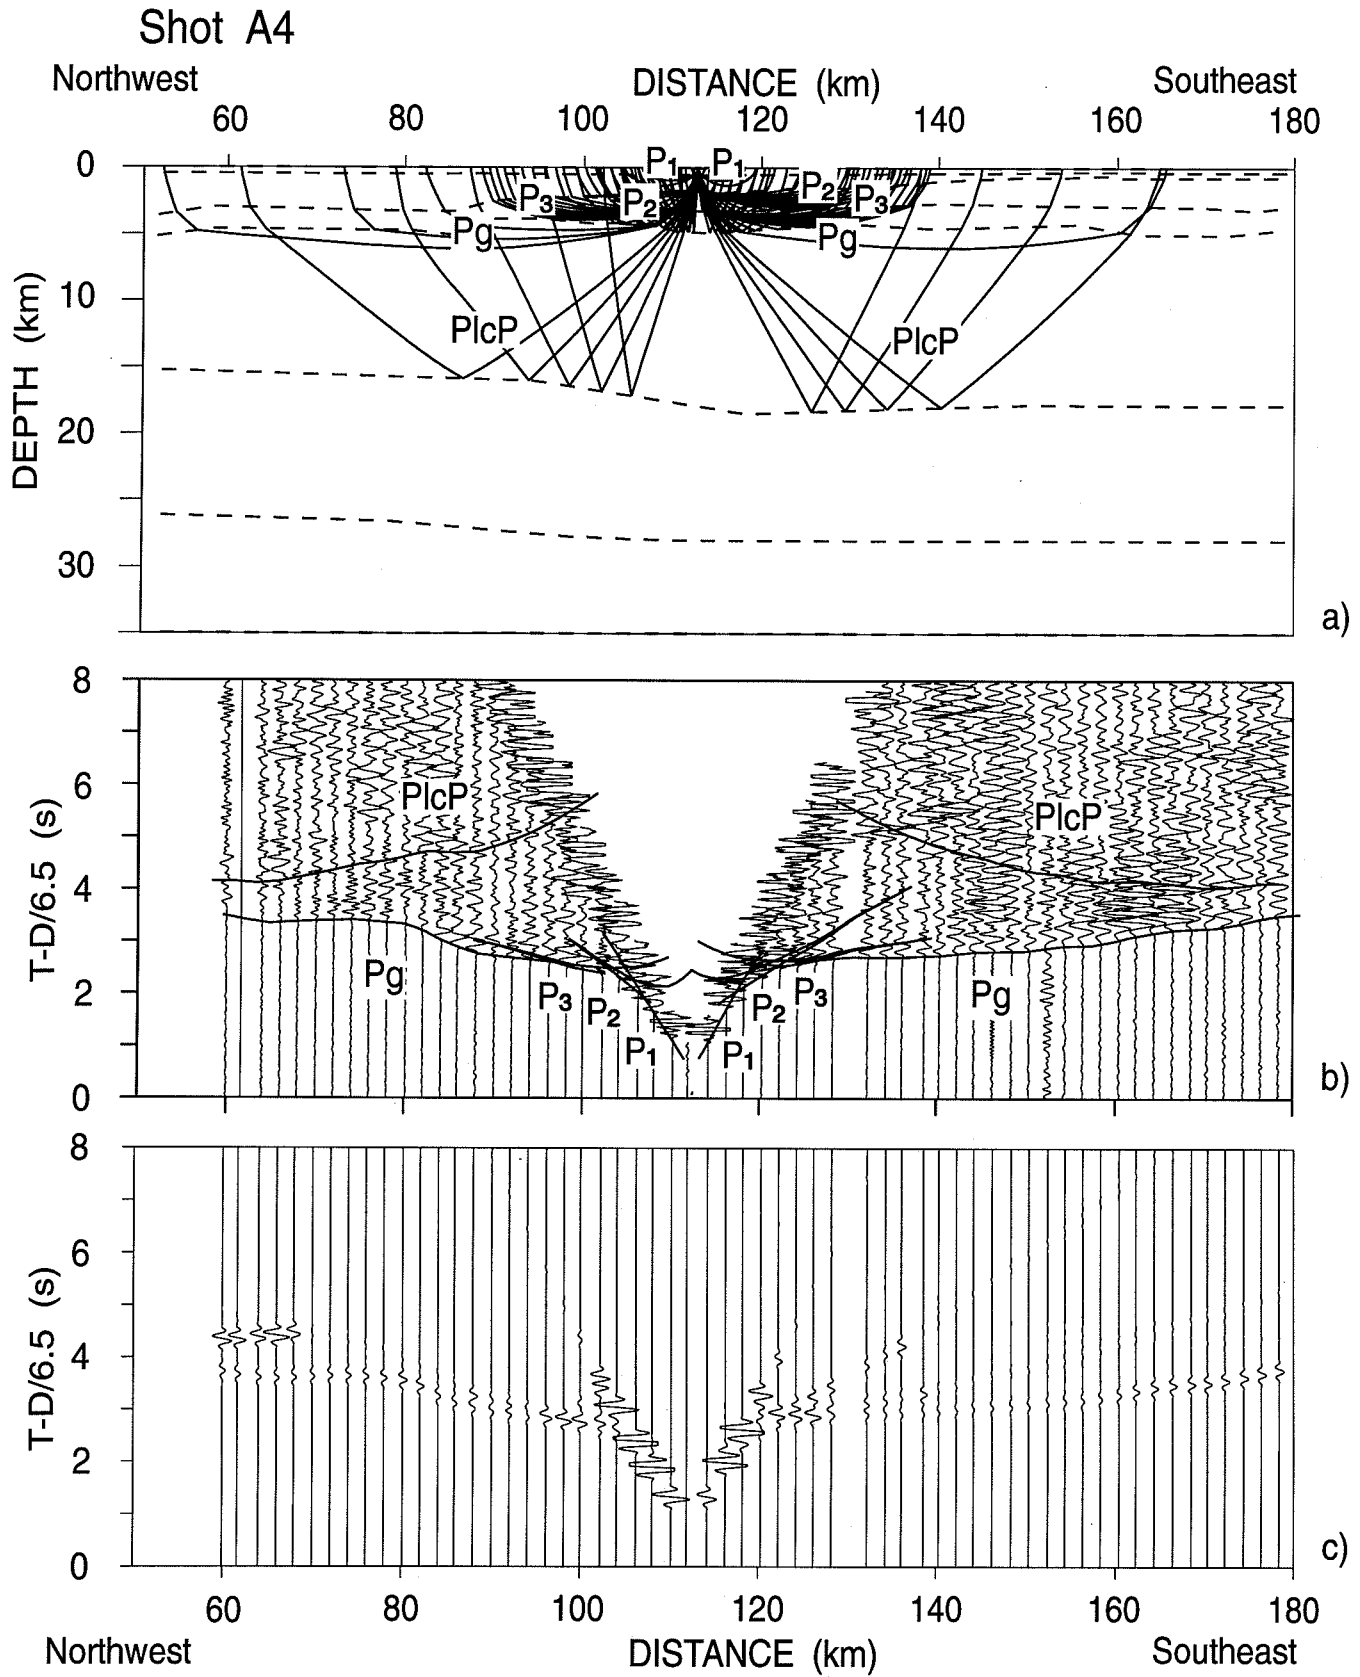 Shot A4
Northwest DISTANCE (km) Southeast
60 80 100 120 140 160 180
P1 P1
0
P3 P2 P2 P3
Pg Pg
10
PlcP PlcP
DEPTH (km)
20
30
a)
8
6
PlcP PlcP
T-D/6.5 (s)
4
Pg P3 P2 P2 P3 Pg
2
P1 P1
0
b)
8
6
T-D/6.5 (s)
4
2
0
c)
60 80 100 120 140 160 180
Northwest DISTANCE (km) Southeast